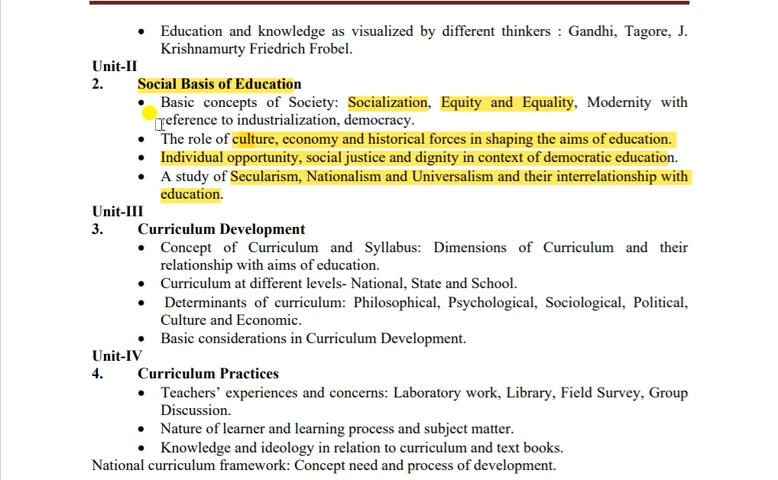 • Education and knowledge as visualized by different thinkers : Gandhi, Tagore, J.
Krishnamurty Friedrich Frobel.
Unit-II
2. Social Basis of Education
• Basic concepts of Society: Socialization, Equity and Equality, Modernity with
reference to industrialization, democracy.
• The role of culture, economy and historical forces in shaping the aims of education.
• Individual opportunity, social justice and dignity in context of democratic education.
• A study of Secularism, Nationalism and Universalism and their interrelationship with
education.
Unit-III
3. Curriculum Development
• Concept of Curriculum and Syllabus: Dimensions of Curriculum and their
relationship with aims of education.
• Curriculum at different levels- National, State and School.
• Determinants of curriculum: Philosophical, Psychological, Sociological, Political,
Culture and Economic.
• Basic considerations in Curriculum Development.
Unit-IV
4. Curriculum Practices
• Teachers’ experiences and concerns: Laboratory work, Library, Field Survey, Group
Discussion.
• Nature of learner and learning process and subject matter.
• Knowledge and ideology in relation to curriculum and text books.
National curriculum framework: Concept need and process of development.